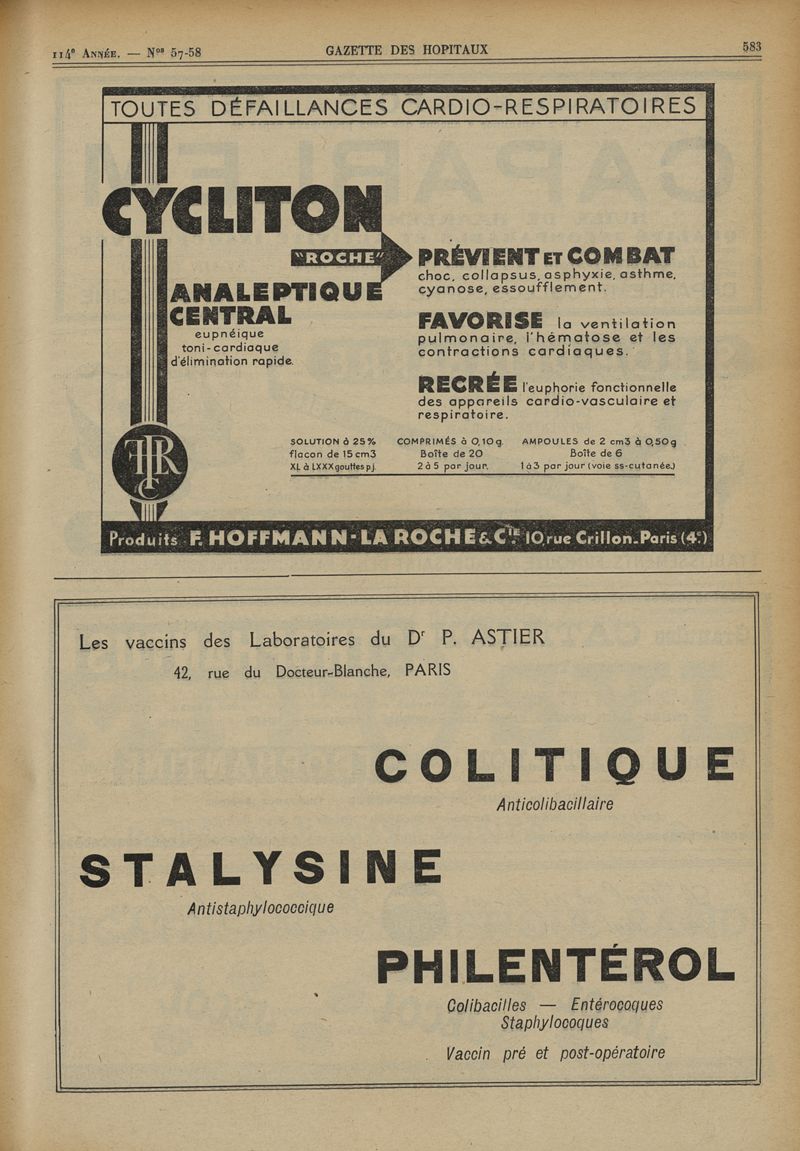 114e ANNÉE. — Nos 57-58
GAZETTE DES HOPITAUX
583
TOUTES DÉFAILLANCES CARDIO-RESPIRATOIRES
CYCLITON
"ROCHE"
ANALEPTIQUE
CENTRAL
eupnéique
toni-cardiaque
d'élimination rapide.
PRÉVIENT ET COMBAT
choc, collapsus, asphyxie, asthme,
cyanose, essoufflement.
FAVORISE la ventilation
pulmonaire, l'hématose et les
contractions cardiaques.
RECRÉE l'euphorie fonctionnelle
des appareils cardio-vasculaire et
respiratoire.
SOLUTION à 25%
flacon de 15 cm3
XL à LXXX gouttes p.j.
COMPRIMÉS à 0,10 g.
Boîte de 20
2 à 5 par jour.
AMPOULES de 2 cm3 à 0,50 g
Boîte de 6
1 à 3 par jour (voie ss-cutanée.)
Produits F. HOFFMANN-LA ROCHE & Cie. 10, rue Crillon. Paris (4e.)
Les vaccins des Laboratoires du Dr P. ASTIER
42, rue du Docteur-Blanche, PARIS
COLITIQUE
Anticolibacillaire
STALYSINE
Antistaphylococcique
PHILENTÉROL
Colibacilles — Entérocoques
Staphylocoques
Vaccin pré et post-opératoire